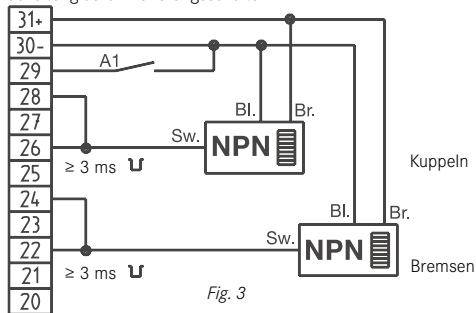 31+
30-
29 A1
28 Bl. Br.
27
26 Sw. NPN
≥ 3 ms Kuppeln
25
24
23 Bl. Br.
22 Sw. NPN
≥ 3 ms Bremsen
21
20 Fig. 3